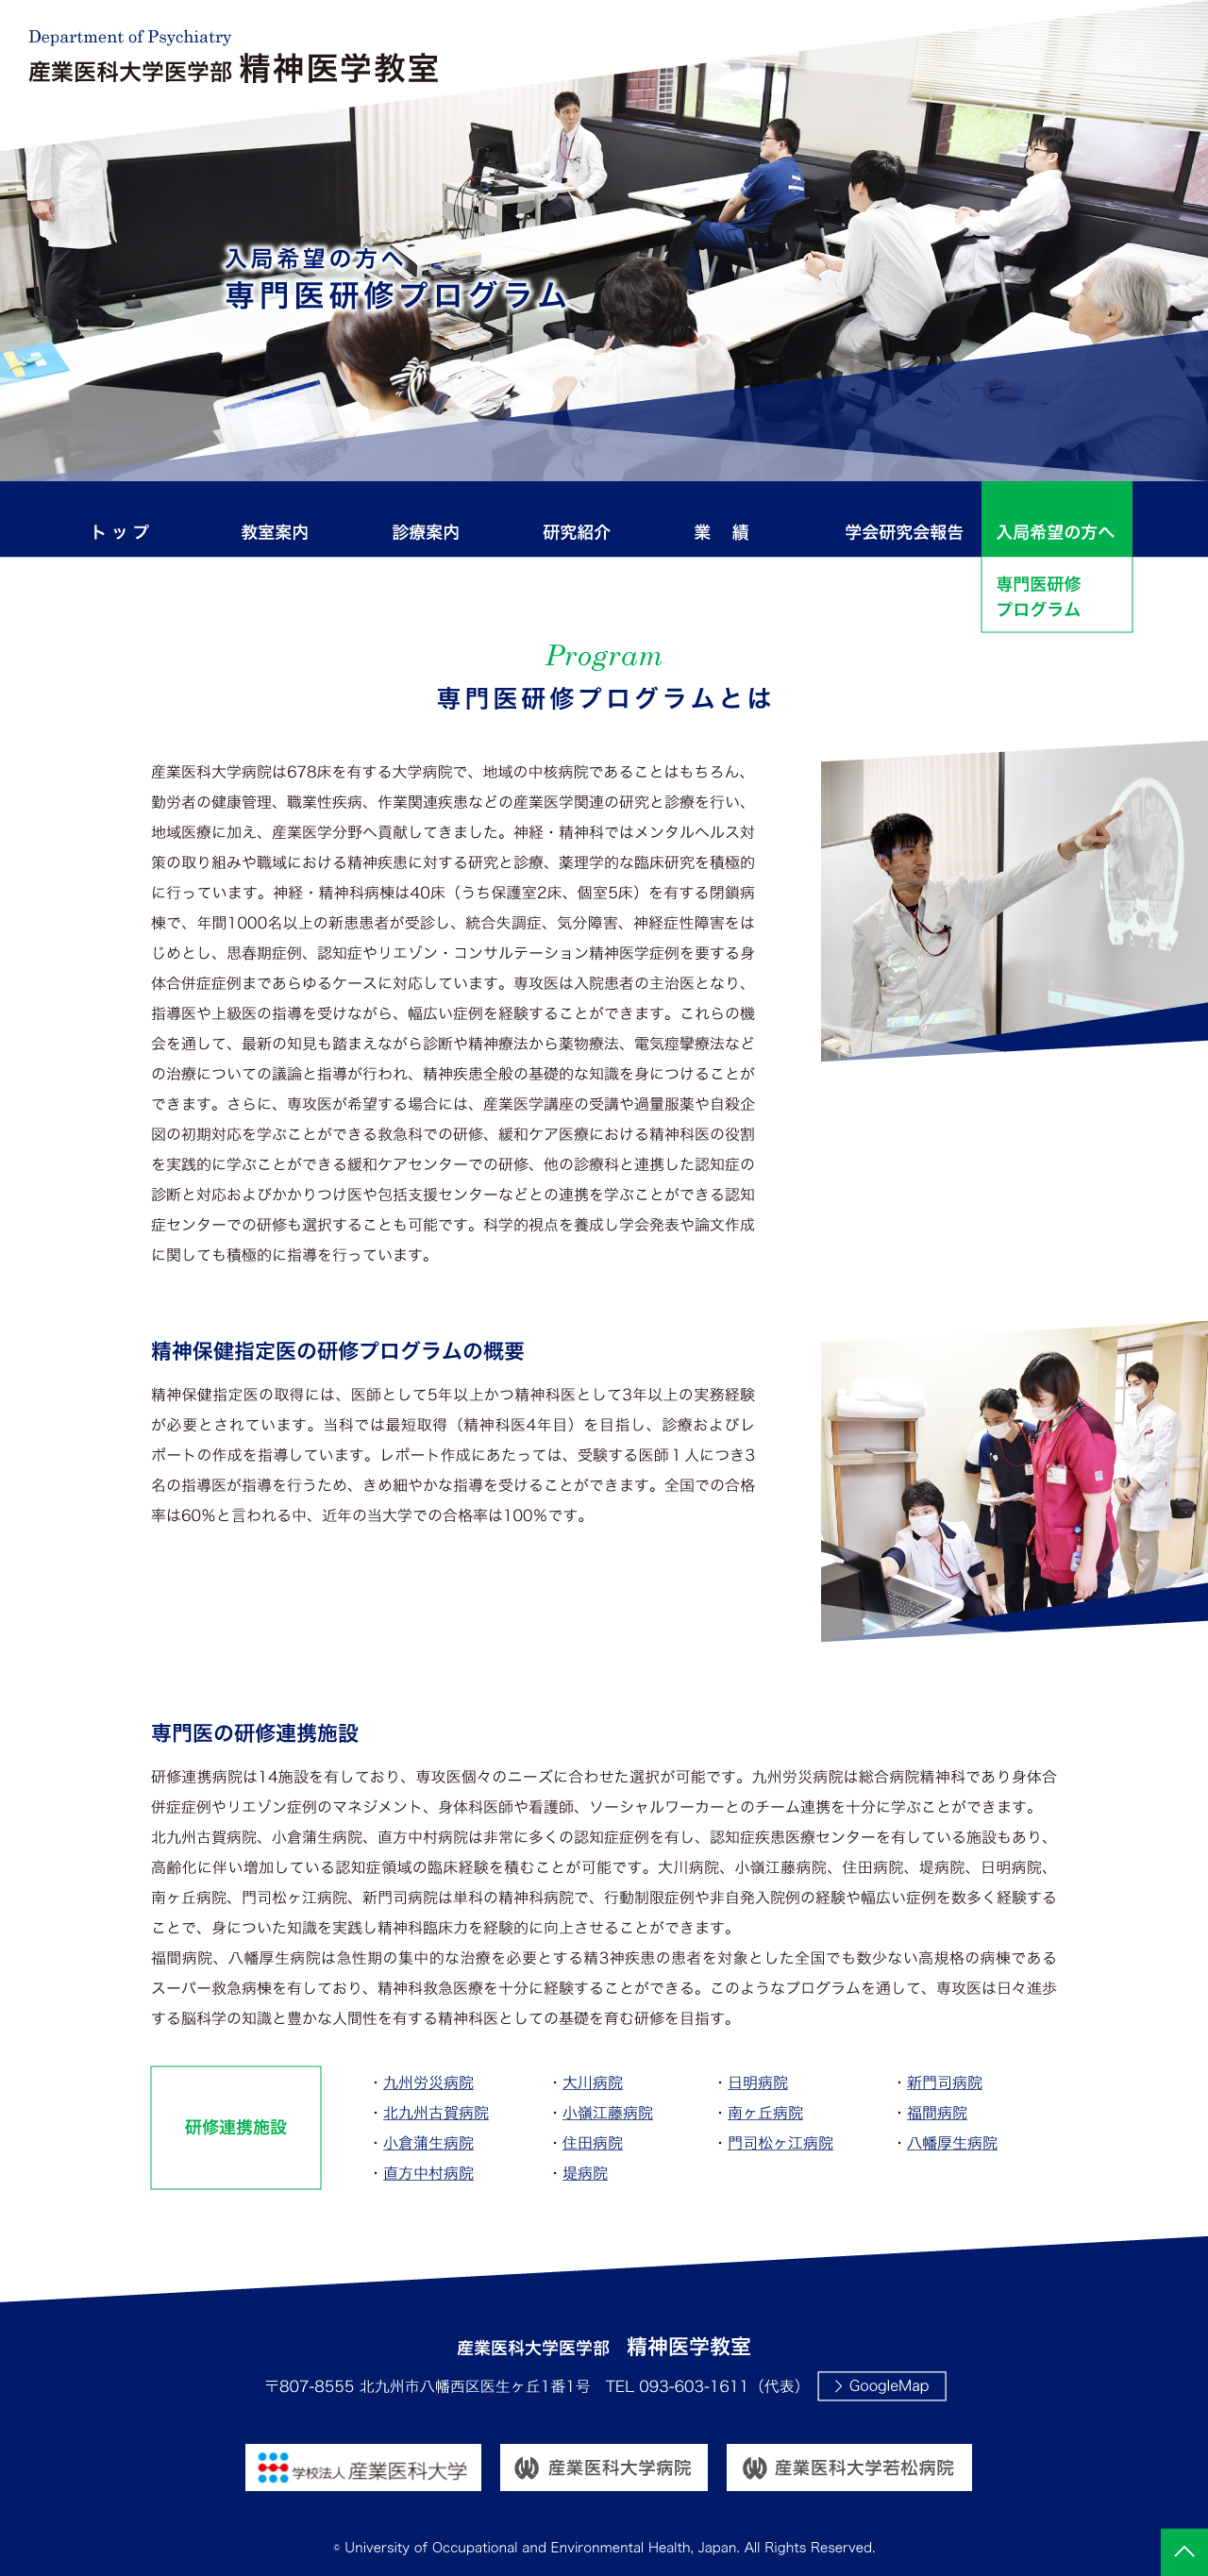 Department of Psychiatry
産業医科大学医学部 精神医学教室
入局希望の方へ
専門医研修プログラム
トップ 教室案内 診療案内 研究紹介 業 績 学会研究会報告 入局希望の方へ
専門医研修
プログラム
Program
専門医研修プログラムとは
産業医科大学病院は678床を有する大学病院で、地域の中核病院であることはもちろん、
勤労者の健康管理、職業性疾病、作業関連疾患などの産業医学関連の研究と診療を行い、
地域医療に加え、産業医学分野へ貢献してきました。神経・精神科ではメンタルヘルス対
策の取り組みや職域における精神疾患に対する研究と診療、薬理学的な臨床研究を積極的
に行っています。神経・精神科病棟は40床（うち保護室2床、個室5床）を有する閉鎖病
棟で、年間1000名以上の新患患者が受診し、統合失調症、気分障害、神経症性障害をは
じめとし、思春期症例、認知症やリエゾン・コンサルテーション精神医学症例を要する身
体合併症症例まであらゆるケースに対応しています。専攻医は入院患者の主治医となり、
指導医や上級医の指導を受けながら、幅広い症例を経験することができます。これらの機
会を通して、最新の知見も踏まえながら診断や精神療法から薬物療法、電気痙攣療法など
の治療についての議論と指導が行われ、精神疾患全般の基礎的な知識を身につけることが
できます。さらに、専攻医が希望する場合には、産業医学講座の受講や過量服薬や自殺企
図の初期対応を学ぶことができる救急科での研修、緩和ケア医療における精神科医の役割
を実践的に学ぶことができる緩和ケアセンターでの研修、他の診療科と連携した認知症の
診断と対応およびかかりつけ医や包括支援センターなどとの連携を学ぶことができる認知
症センターでの研修も選択することも可能です。科学的視点を養成し学会発表や論文作成
に関しても積極的に指導を行っています。
精神保健指定医の研修プログラムの概要
精神保健指定医の取得には、医師として5年以上かつ精神科医として3年以上の実務経験
が必要とされています。当科では最短取得（精神科医4年目）を目指し、診療およびレ
ポートの作成を指導しています。レポート作成にあたっては、受験する医師１人につき3
名の指導医が指導を行うため、きめ細やかな指導を受けることができます。全国での合格
率は60％と言われる中、近年の当大学での合格率は100％です。
専門医の研修連携施設
研修連携病院は14施設を有しており、専攻医個々のニーズに合わせた選択が可能です。九州労災病院は総合病院精神科であり身体合
併症症例やリエゾン症例のマネジメント、身体科医師や看護師、ソーシャルワーカーとのチーム連携を十分に学ぶことができます。
北九州古賀病院、小倉蒲生病院、直方中村病院は非常に多くの認知症症例を有し、認知症疾患医療センターを有している施設もあり、
高齢化に伴い増加している認知症領域の臨床経験を積むことが可能です。大川病院、小嶺江藤病院、住田病院、堤病院、日明病院、
南ヶ丘病院、門司松ヶ江病院、新門司病院は単科の精神科病院で、行動制限症例や非自発入院例の経験や幅広い症例を数多く経験する
ことで、身についた知識を実践し精神科臨床力を経験的に向上させることができます。
福間病院、八幡厚生病院は急性期の集中的な治療を必要とする精3神疾患の患者を対象とした全国でも数少ない高規格の病棟である
スーパー救急病棟を有しており、精神科救急医療を十分に経験することができる。このようなプログラムを通して、専攻医は日々進歩
する脳科学の知識と豊かな人間性を有する精神科医としての基礎を育む研修を目指す。
研修連携施設
・九州労災病院 ・大川病院 ・日明病院 ・新門司病院
・北九州古賀病院 ・小嶺江藤病院 ・南ヶ丘病院 ・福間病院
・小倉蒲生病院 ・住田病院 ・門司松ヶ江病院 ・八幡厚生病院
・直方中村病院 ・堤病院
産業医科大学医学部 精神医学教室
〒807-8555 北九州市八幡西区医生ヶ丘1番1号 TEL 093-603-1611（代表） GoogleMap
学校法人 産業医科大学 産業医科大学病院 産業医科大学若松病院
© University of Occupational and Environmental Health, Japan. All Rights Reserved.